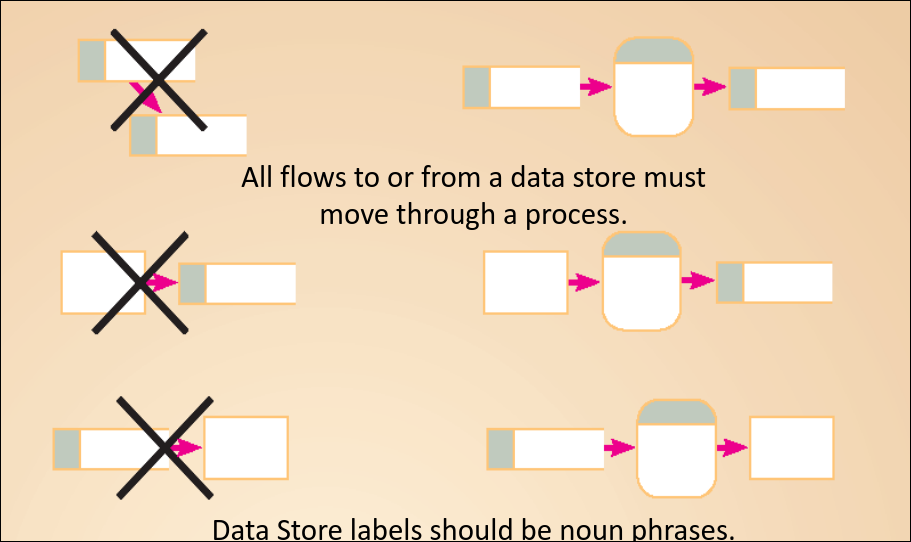 All flows to or from a data store must
move through a process.
Data Store labels should be noun phrases.